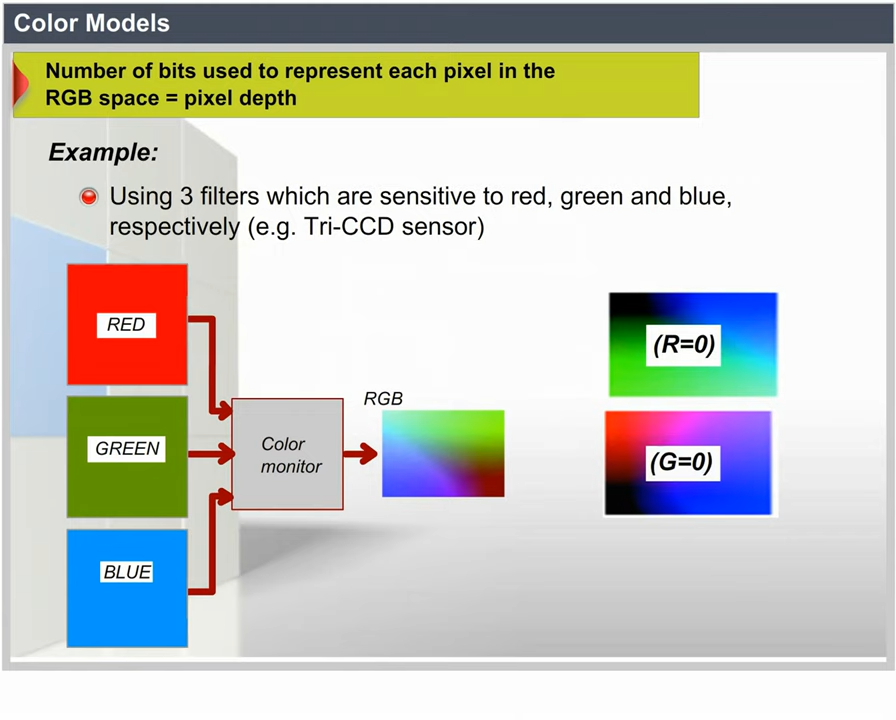 Color Models
Number of bits used to represent each pixel in the
RGB space = pixel depth
Example:
Using 3 filters which are sensitive to red, green and blue,
respectively (e.g. Tri-CCD sensor)
RED
GREEN
BLUE
Color
monitor
RGB
(R=0)
(G=0)